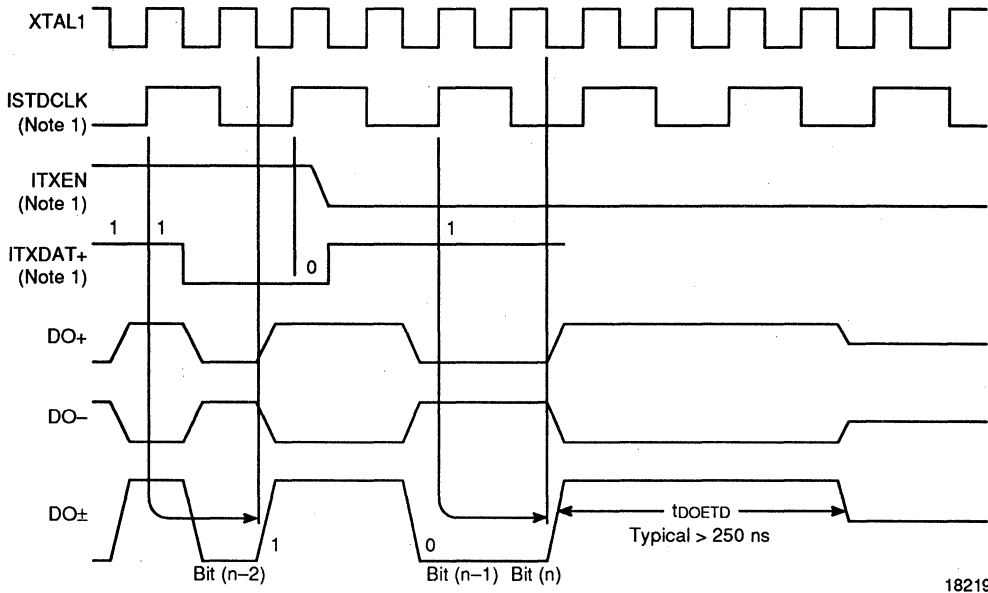 XTAL1
ISTDCLK
(Note 1)
ITXEN
(Note 1)
1 1 1
ITXDAT+
(Note 1)
0
DO+
DO–
DO±
tDOETD
Typical > 250 ns
1 0
Bit (n–2) Bit (n–1) Bit (n)
18219